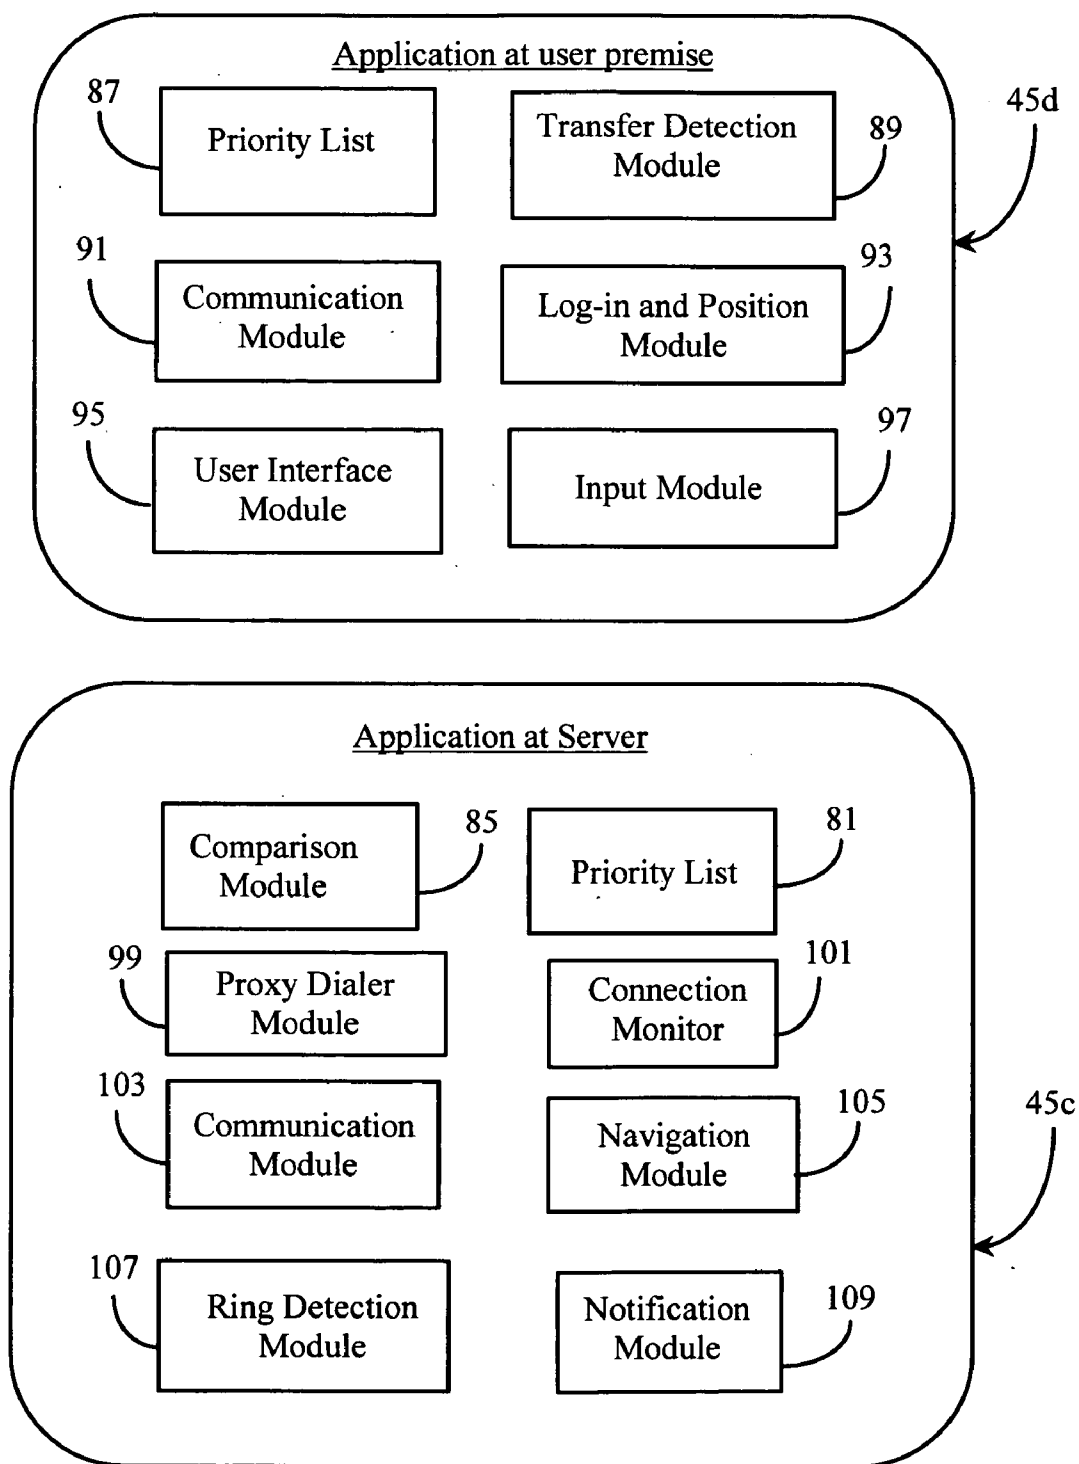 Application at user premise
87
Priority List
Transfer Detection
Module
89
45d
91
Communication
Module
Log-in and Position
Module
93
95
User Interface
Module
Input Module
97
Application at Server
Comparison
Module
85
Priority List
81
99
Proxy Dialer
Module
Connection
Monitor
101
103
Communication
Module
Navigation
Module
105
45c
107
Ring Detection
Module
Notification
Module
109